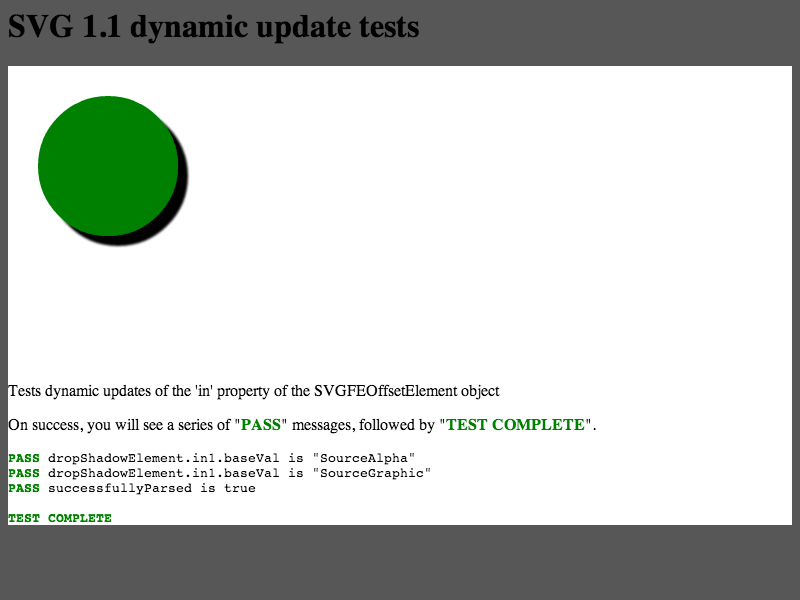 SVG 1.1 dynamic update tests
Tests dynamic updates of the 'in' property of the SVGFEOffsetElement object
On success, you will see a series of "PASS" messages, followed by "TEST COMPLETE".
PASS dropShadowElement.in1.baseVal is "SourceAlpha"
PASS dropShadowElement.in1.baseVal is "SourceGraphic"
PASS successfullyParsed is true
TEST COMPLETE